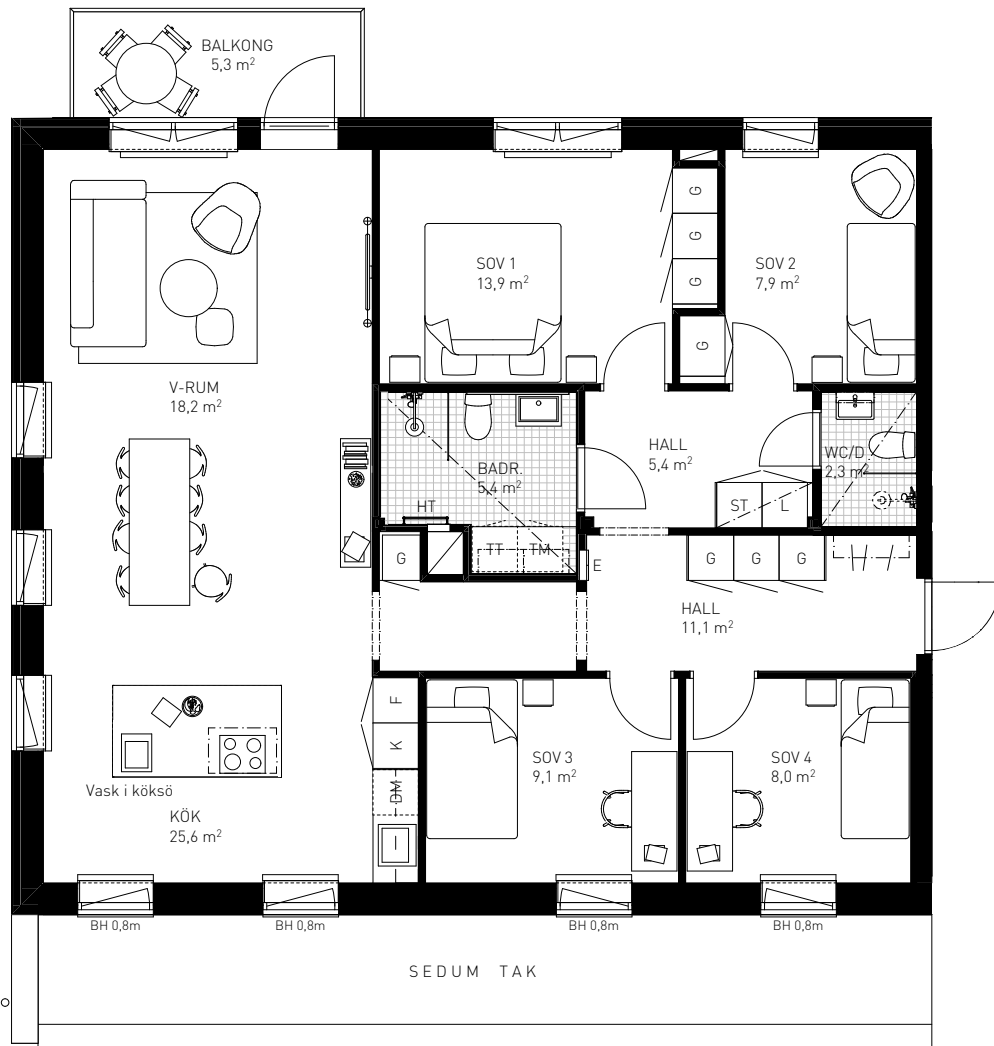 BALKONG
5,3 m²
G
G
G
G
SOV 1
13,9 m²
SOV 2
7,9 m²
V-RUM
18,2 m²
HALL
5,4 m²
WC/D
2,3 m²
BADR.
5,4 m²
HT
ST L
TT TM
G
E
G G G
HALL
11,1 m²
F
K
DM
SOV 3
9,1 m²
SOV 4
8,0 m²
Vask i köksö
KÖK
25,6 m²
BH 0,8m
BH 0,8m
BH 0,8m
BH 0,8m
SEDUM TAK